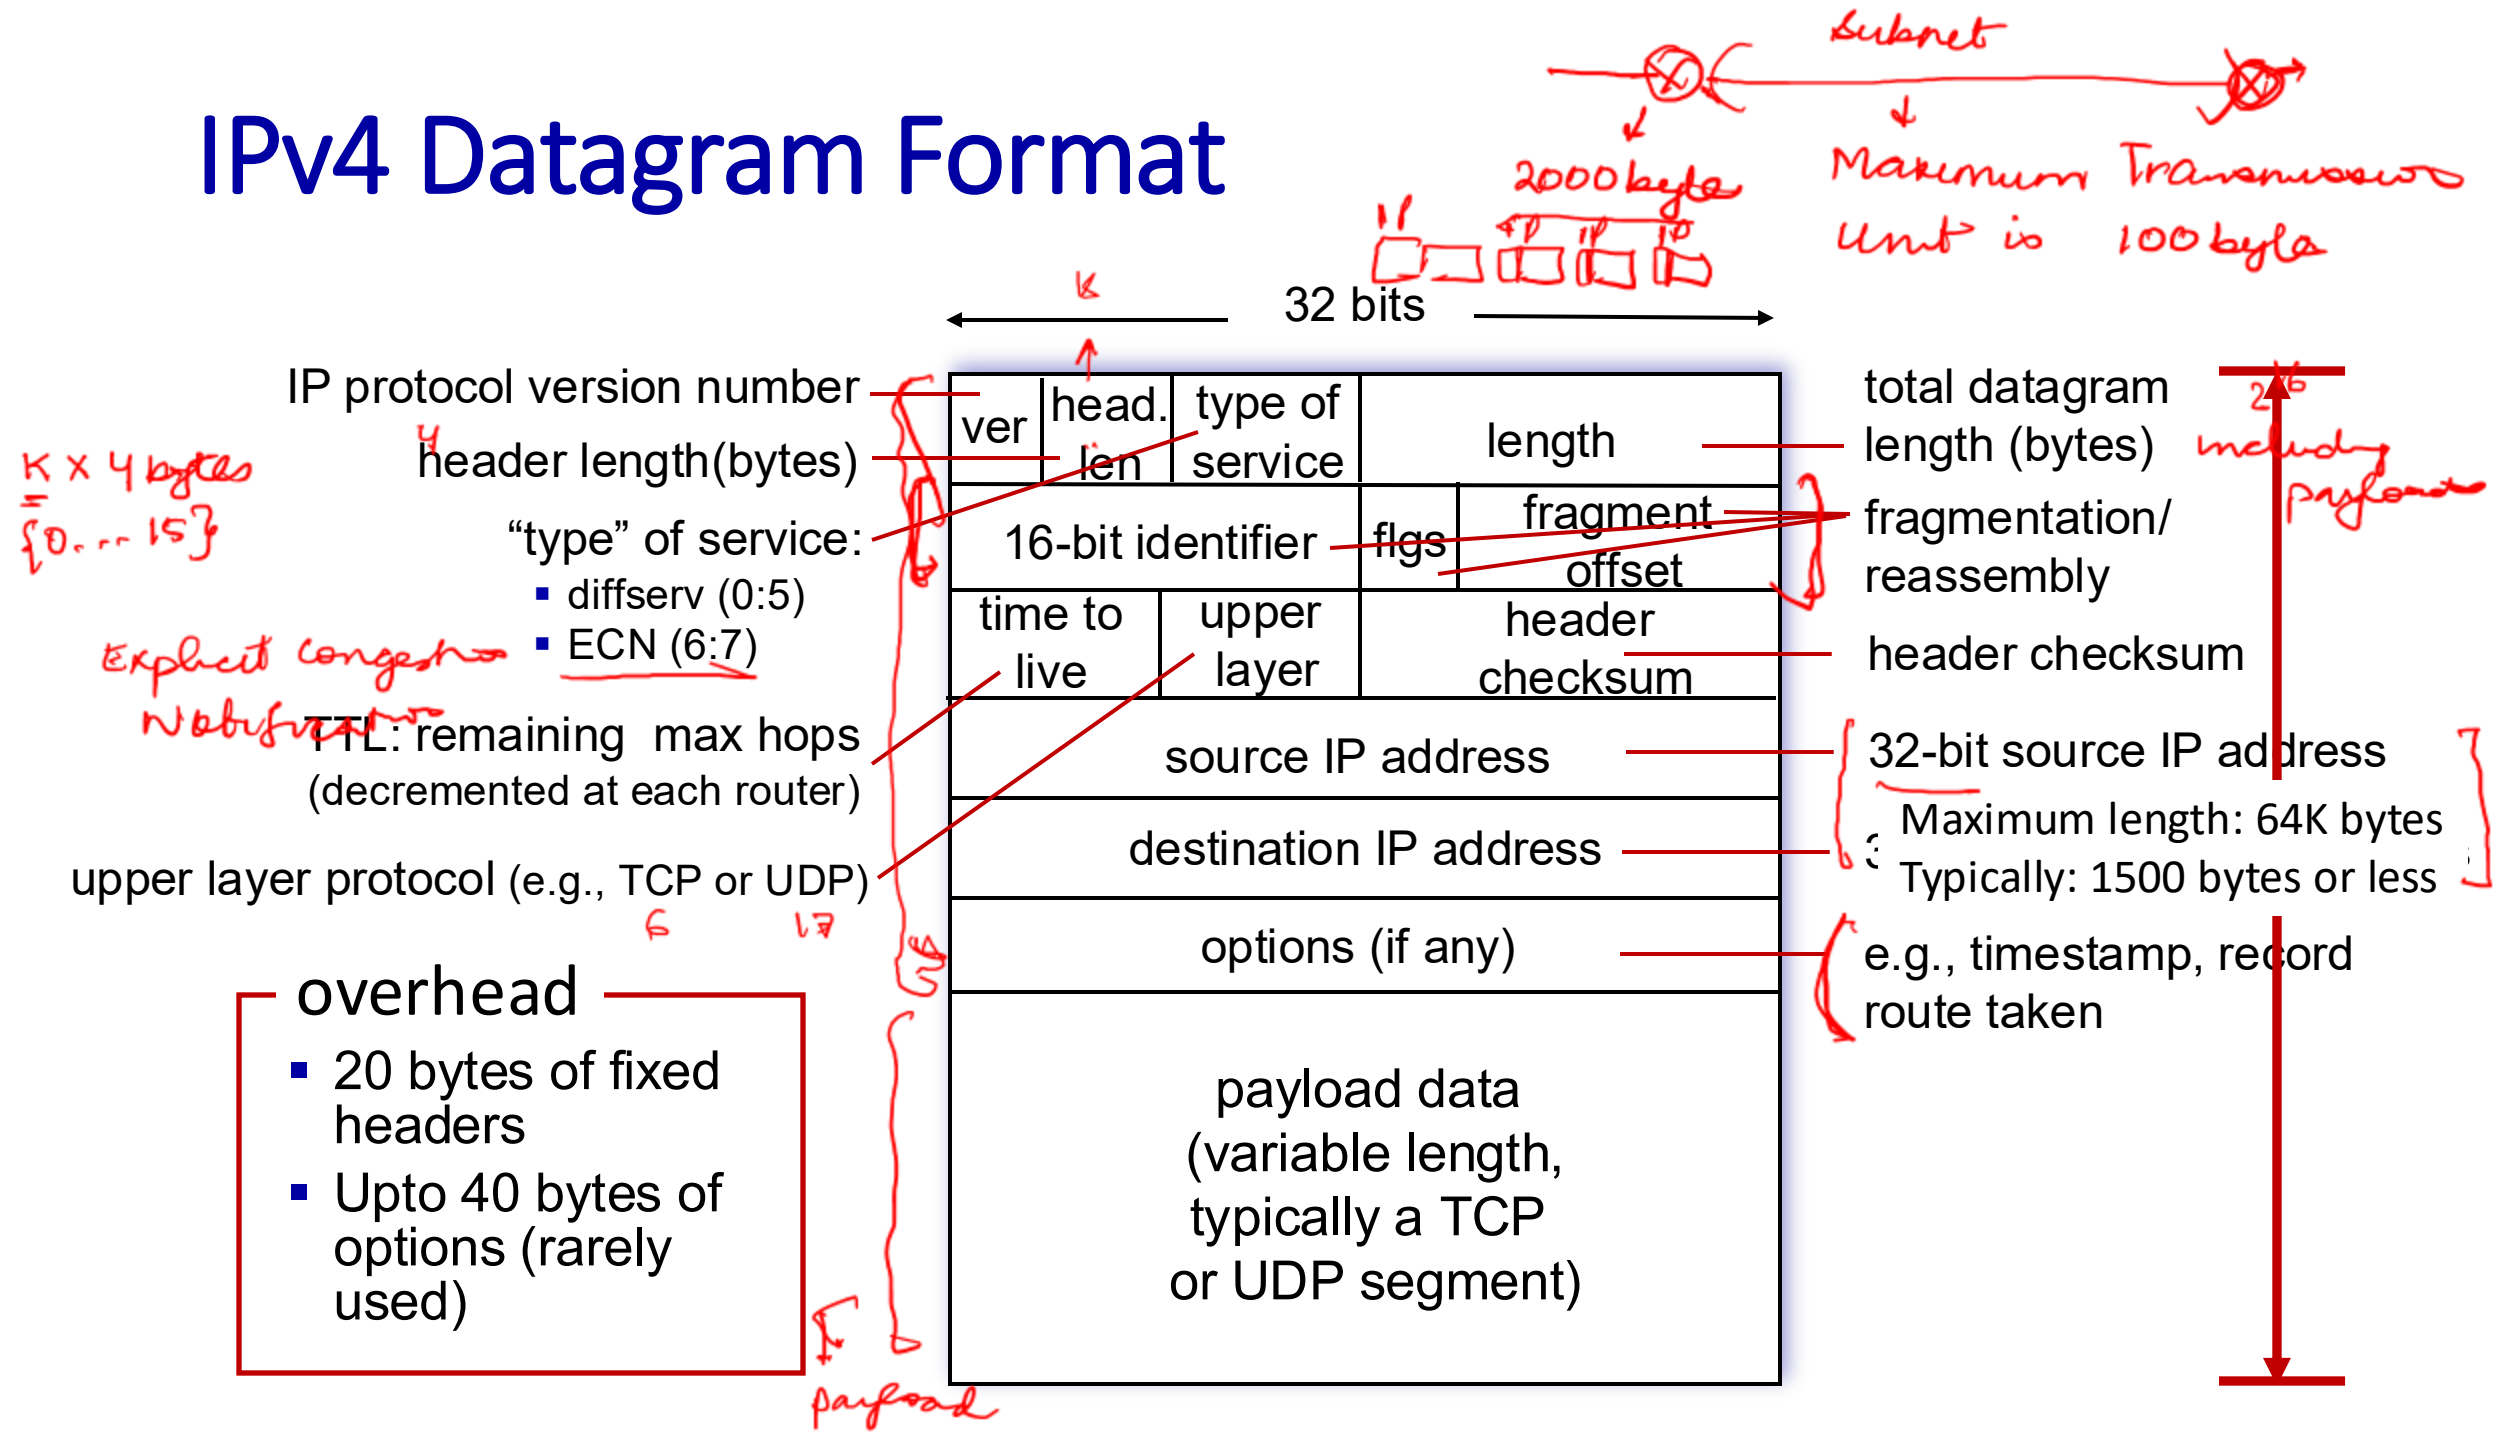 subnet
IPv4 Datagram Format
2000 byte
Maximum Transmission
Unit is 100 byte
IP
IP
IP
IP
K
32 bits
IP protocol version number
4
header length(bytes)
K X 4 bytes
{0...15}
“type” of service:
diffserv (0:5)
ECN (6:7)
Explicit Congestion
Notification
TTL: remaining max hops
(decremented at each router)
upper layer protocol (e.g., TCP or UDP)
6
17
overhead
20 bytes of fixed
headers
Upto 40 bytes of
options (rarely
used)
payload
ver
head.
len
type of
service
length
16-bit identifier
flgs
fragment
offset
time to
live
upper
layer
header
checksum
source IP address
destination IP address
options (if any)
payload data
(variable length,
typically a TCP
or UDP segment)
total datagram
length (bytes)
2^16
including
payload
fragmentation/
reassembly
header checksum
32-bit source IP address
Maximum length: 64K bytes
Typically: 1500 bytes or less
e.g., timestamp, record
route taken